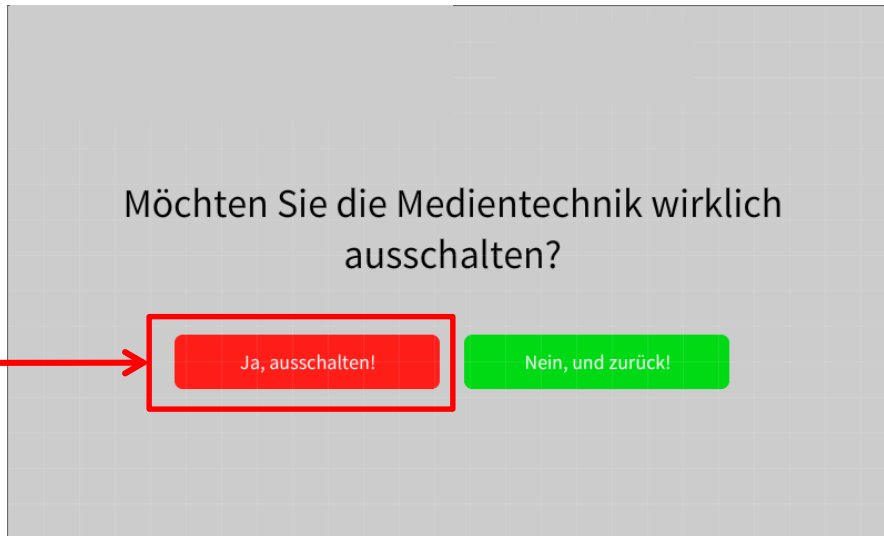 Möchten Sie die Medientechnik wirklich
ausschalten?
Ja, ausschalten!
Nein, und zurück!